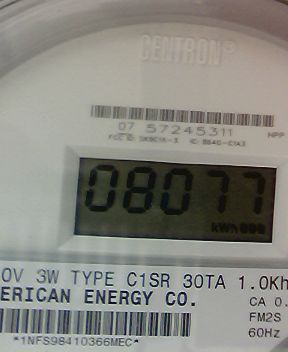 CENTRON®
07 57245311
08077
kWh
0V 3W TYPE C1SR 30TA 1.0Kh
ERICAN ENERGY CO.
CA 0.
FM2S
60Hz
*1NFS98410366MEC*